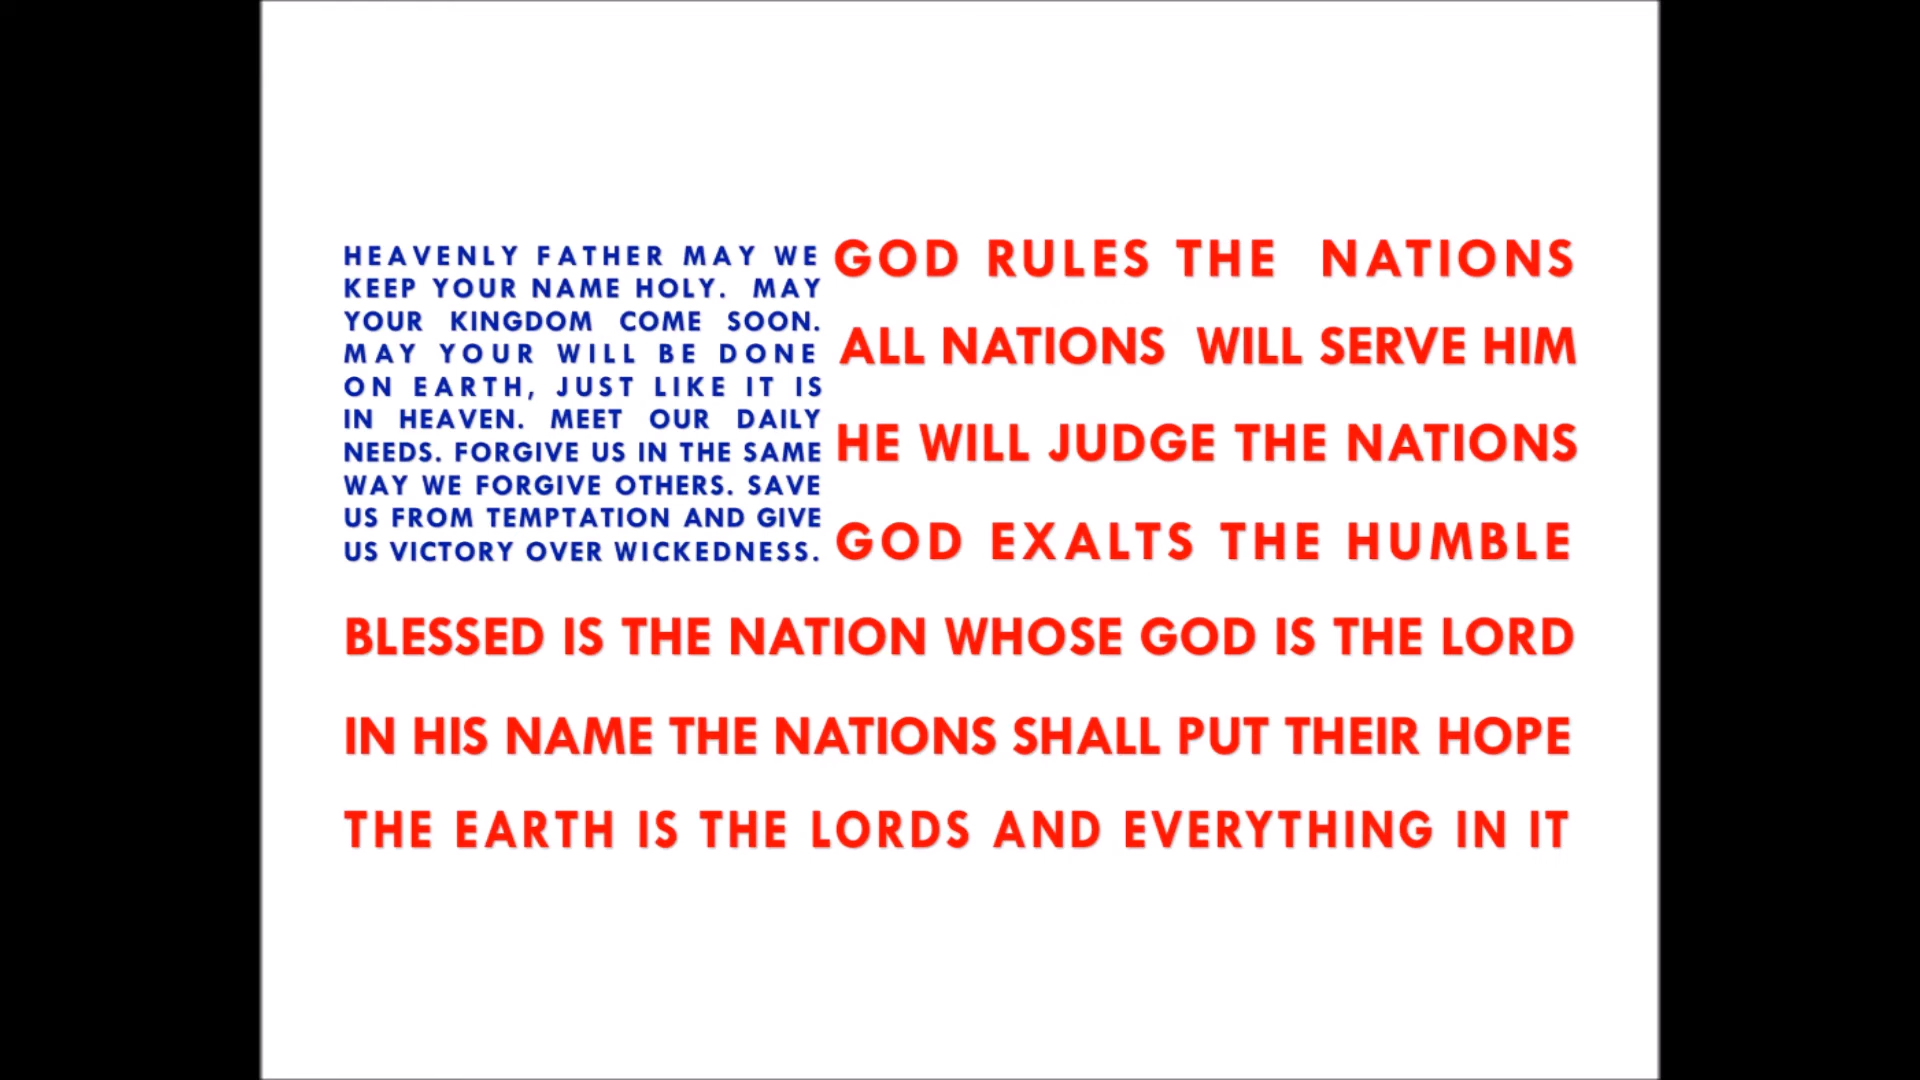 HEAVENLY FATHER MAY WE
KEEP YOUR NAME HOLY. MAY
YOUR KINGDOM COME SOON.
MAY YOUR WILL BE DONE
ON EARTH, JUST LIKE IT IS
IN HEAVEN. MEET OUR DAILY
NEEDS. FORGIVE US IN THE SAME
WAY WE FORGIVE OTHERS. SAVE
US FROM TEMPTATION AND GIVE
US VICTORY OVER WICKEDNESS.
GOD RULES THE NATIONS
ALL NATIONS WILL SERVE HIM
HE WILL JUDGE THE NATIONS
GOD EXALTS THE HUMBLE
BLESSED IS THE NATION WHOSE GOD IS THE LORD
IN HIS NAME THE NATIONS SHALL PUT THEIR HOPE
THE EARTH IS THE LORDS AND EVERYTHING IN IT